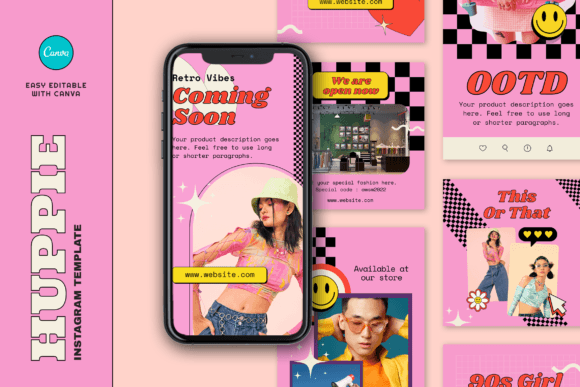 Canva
EASY EDITABLE
WITH CANVA
HUPPIE
INSTAGRAM TEMPLATE
Retro Vibes
Coming
Soon
Your product description goes
here. Feel free to use long
or shorter paragraphs.
www.website.com
www.website.com
We are
open now
your special fashion here.
Special code :
www.website.com
Available at
our store
OOTD
Your product description goes
here. Feel free to use long
or shorter paragraphs.
This
Or That
90s Girl